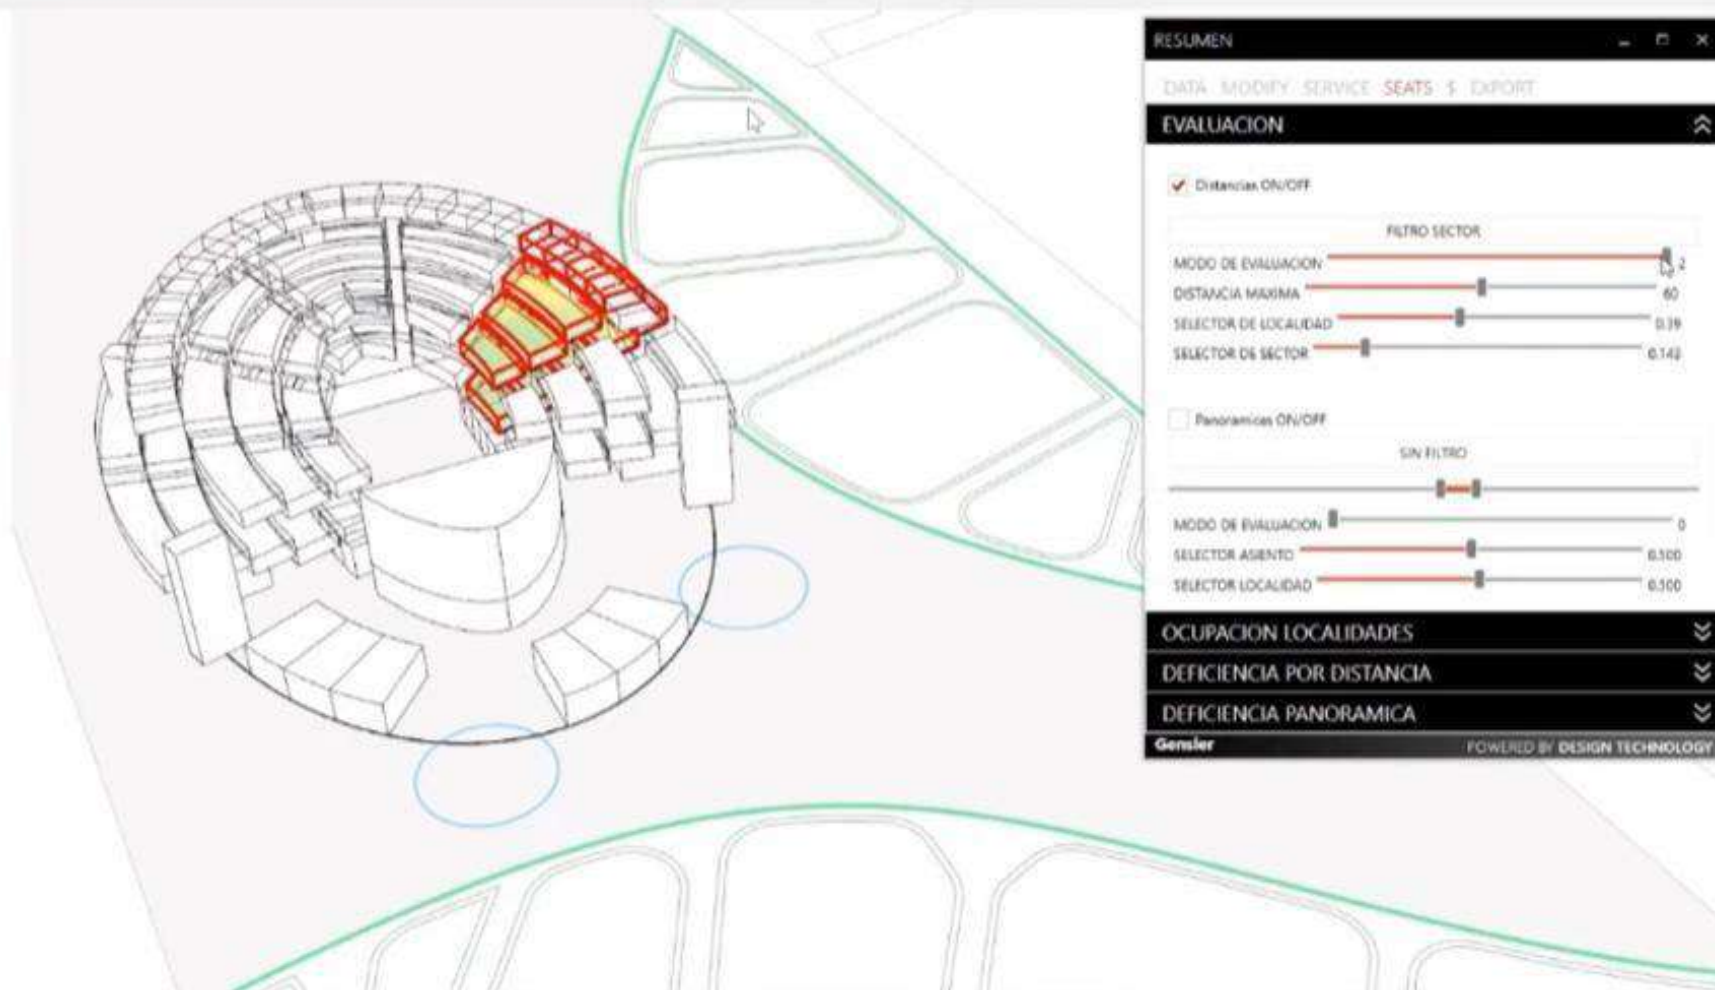 RESUMEN
DATA MODIFY SERVICE SEATS $ EXPORT
EVALUACION
Distancias ON/OFF
FILTRO SECTOR
MODO DE EVALUACION 2
DISTANCIA MAXIMA 60
SELECTOR DE LOCALIDAD 0.39
SELECTOR DE SECTOR 0.143
Panoramicas ON/OFF
SIN FILTRO
MODO DE EVALUACION 0
SELECTOR ASIENTO 0.500
SELECTOR LOCALIDAD 0.500
OCUPACION LOCALIDADES
DEFICIENCIA POR DISTANCIA
DEFICIENCIA PANORAMICA
Gensler POWERED BY DESIGN TECHNOLOGY